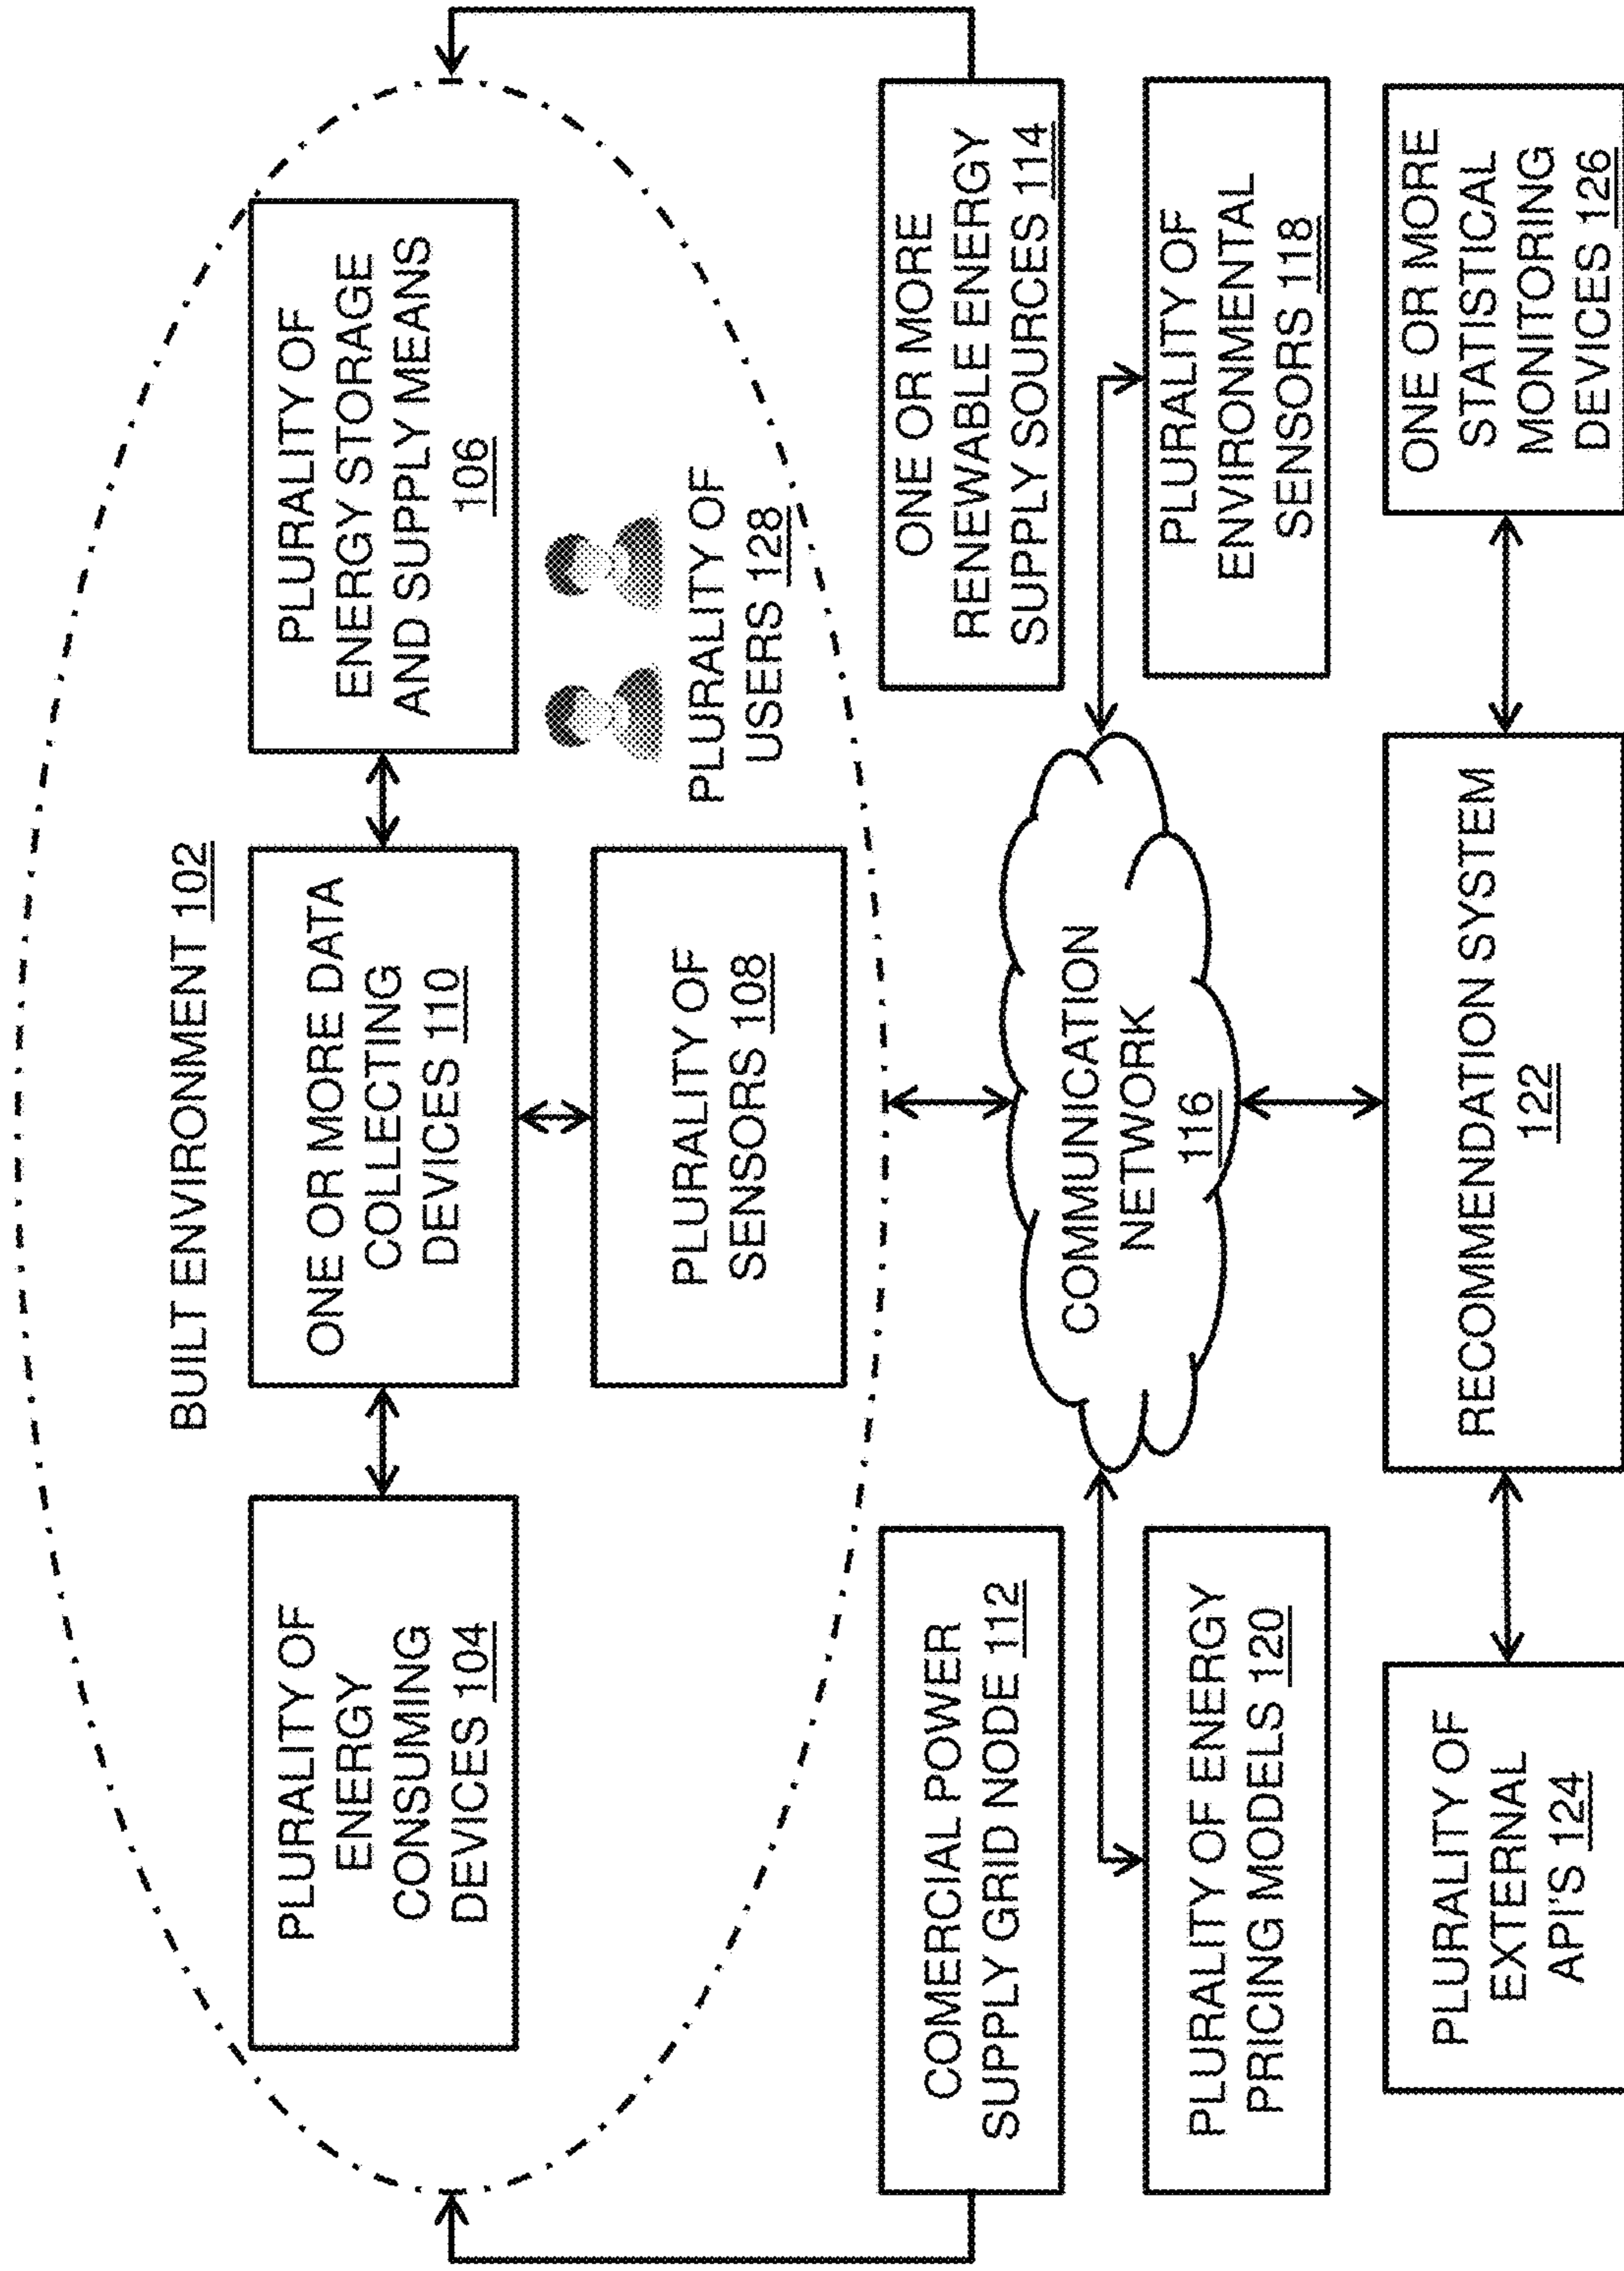 BUILT ENVIRONMENT 102
PLURALITY OF
ENERGY
CONSUMING
DEVICES 104
ONE OR MORE DATA
COLLECTING
DEVICES 110
PLURALITY OF
ENERGY STORAGE
AND SUPPLY MEANS
106
PLURALITY OF
SENSORS 108
PLURALITY OF
USERS 128
COMERCIAL POWER
SUPPLY GRID NODE 112
ONE OR MORE
RENEWABLE ENERGY
SUPPLY SOURCES 114
COMMUNICATION
NETWORK
116
PLURALITY OF ENERGY
PRICING MODELS 120
PLURALITY OF
ENVIRONMENTAL
SENSORS 118
PLURALITY OF
EXTERNAL
API'S 124
RECOMMENDATION SYSTEM
122
ONE OR MORE
STATISTICAL
MONITORING
DEVICES 126